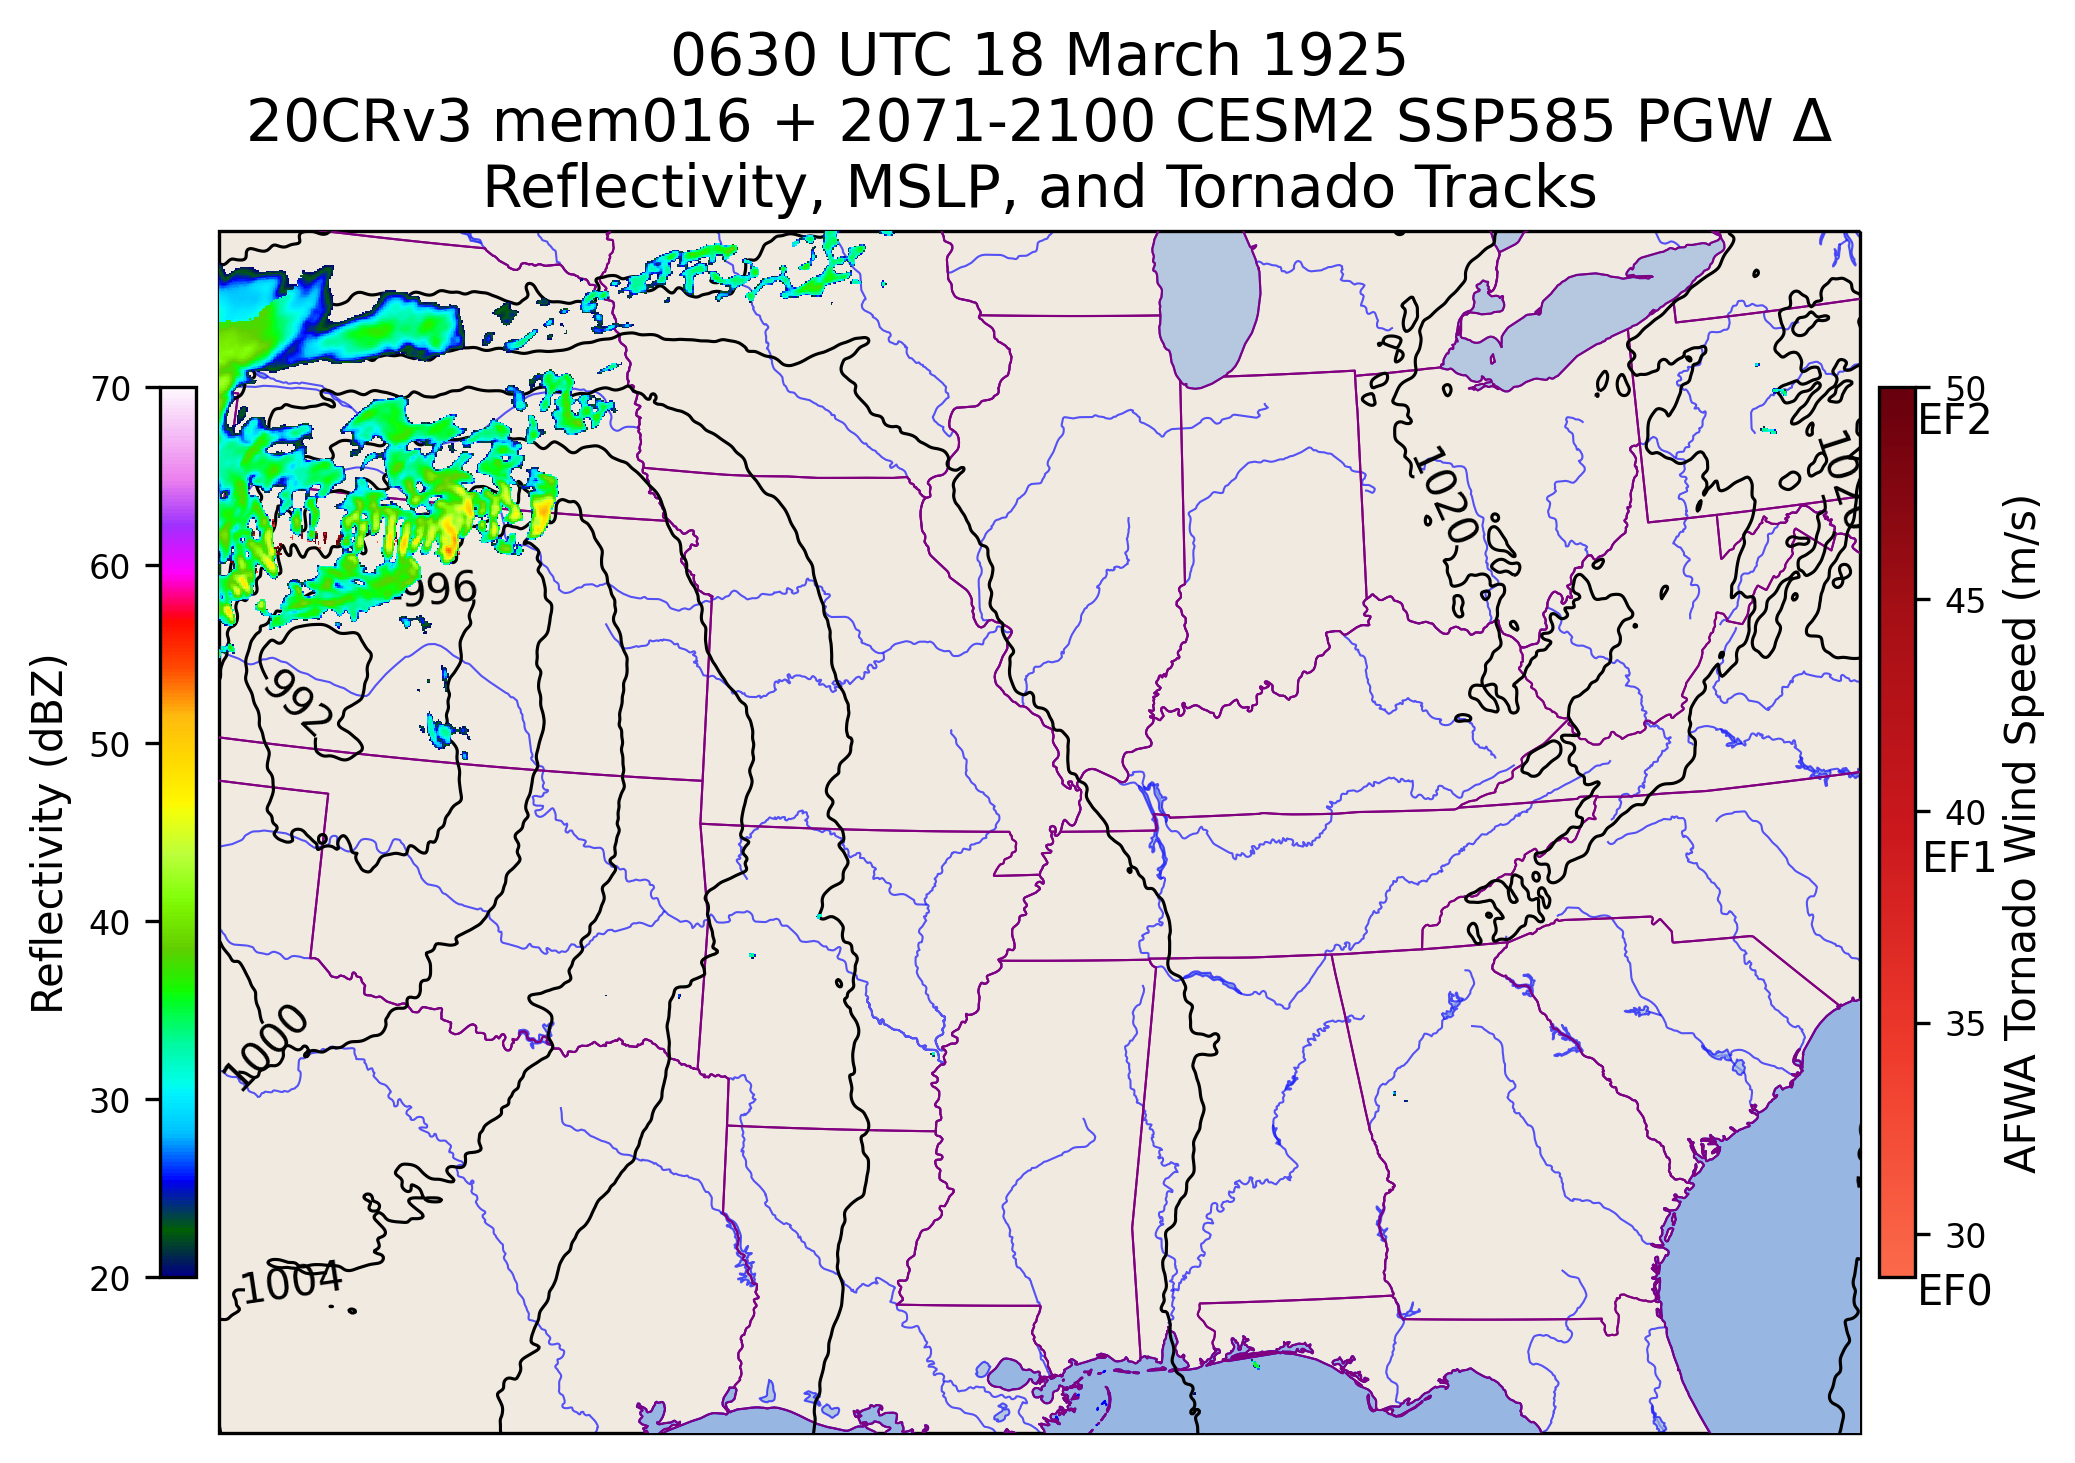 0630 UTC 18 March 1925
20CRv3 mem016 + 2071-2100 CESM2 SSP585 PGW Δ
Reflectivity, MSLP, and Tornado Tracks
Reflectivity (dBZ)
70
60
50
40
30
20
996
992
1000
1004
1020
50
EF2
45
40
EF1
35
30
EF0
AFWA Tornado Wind Speed (m/s)